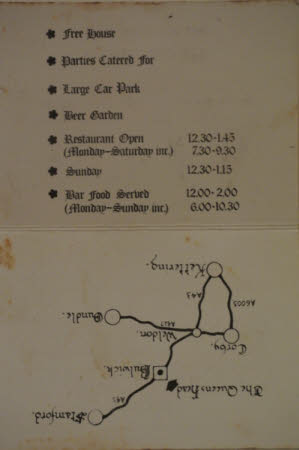 Free House
Parties Catered For
Large Car Park
Beer Garden
Restaurant Open 12.30-1.45
(Monday-Saturday inc.) 7.30-9.30
Sunday 12.30-1.15
Bar Food Served 12.00-2.00
(Monday-Sunday inc.) 6.00-10.30
Stamford.
A43
The Queens Head
Bulwick.
Corby.
Weldon.
A427
Oundle.
A6003
A43
Kettering.